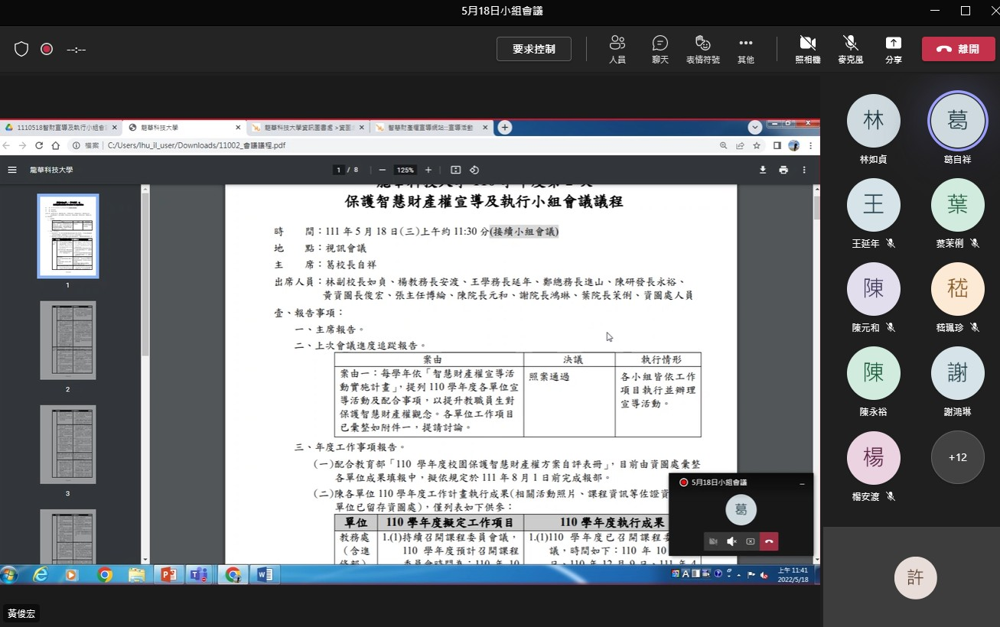 5月18日小組會議
--:--
要求控制
人員
聊天
表情符號
其他
照相機
麥克風
分享
離開
1110518智財宣導及執行小組會
龍華科技大學
龍華科技大學資訊圖書處 > 資圖
智慧財產權宣導網站::宣導活動
檔案
C:/Users/lhu_il_user/Downloads/11002_會議議程.pdf
龍華科技大學
1 / 8
125%
保護智慧財產權宣導及執行小組會議議程
時 間：111 年 5 月 18 日(三)上午約 11:30 分(接續小組會議)
地 點：視訊會議
主 席：葛校長自祥
出席人員：林副校長如貞、楊教務長安渡、王學務長延年、鄭總務長進山、陳研發長永裕、
黃資圖長俊宏、張主任博綸、陳院長元和、謝院長鴻琳、葉院長茉俐、資圖處人員
壹、報告事項：
一、主席報告。
二、上次會議進度追蹤報告。
案由
決議
執行情形
案由一：每學年依「智慧財產權宣導活
動實施計畫」，提列 110 學年度各單位宣
導活動及配合事項，以提升教職員生對
保護智慧財產權觀念。各單位工作項目
已彙整如附件一，提請討論。
照案通過
各小組皆依工作
項目執行並辦理
宣導活動。
三、年度工作事項報告。
(一)配合教育部「110 學年度校園保護智慧財產權方案自評表冊」，目前由資圖處彙整
各單位成果填報中，擬依規定於 111 年 8 月 1 日前完成報部。
(二)陳各單位 110 學年度工作計畫執行成果(相關活動照片、課程資訊等佐證資
單位已留存資圖處)，僅列表如下供參：
單位
110 學年度擬定工作項目
110 學年度執行成果
教務處
(含進
修部)
1.(1)持續召開課程委員會議，
110 學年度預計召開課程
委員會時間為：110 年 10
1.(1)110 學年度已召開課程委
議，時間如下：110 年 10
日、110 年 12 月 9 日、111 年 4
1
2
3
5月18日小組會議
葛
上午 11:41
2022/5/18
黃俊宏
林
林如貞
葛
葛自祥
王
王延年
葉
葉茉俐
陳
陳元和
嵇
嵇珮珍
陳
陳永裕
謝
謝鴻琳
楊
楊安渡
+12
許